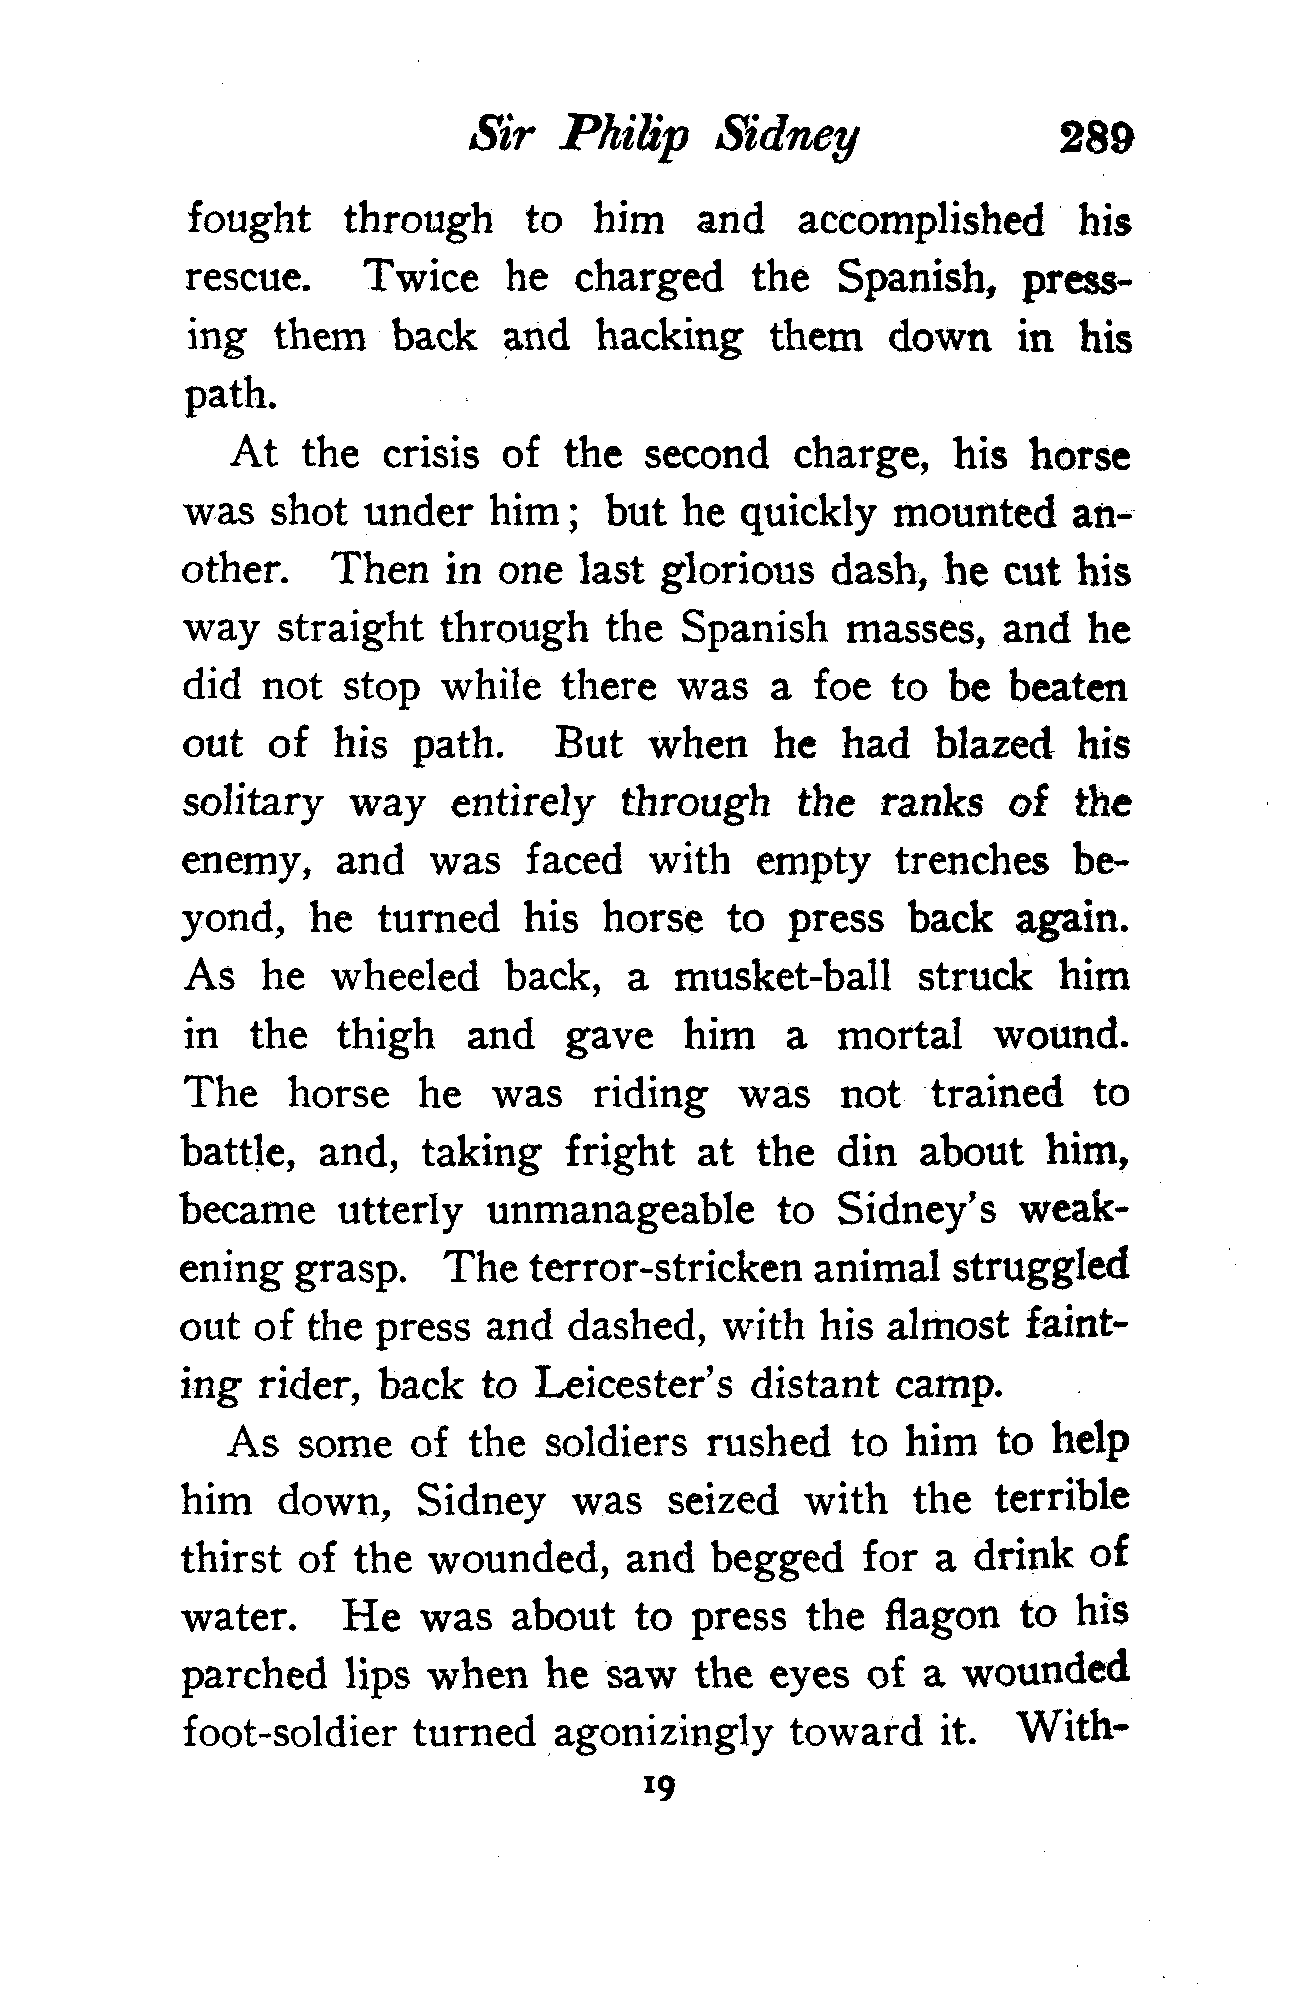 Sir Philip Sidney 289
fought through to him and accomplished his
rescue. Twice he charged the Spanish, press-
ing them back and hacking them down in his
path.
At the crisis of the second charge, his horse
was shot under him; but he quickly mounted an-
other. Then in one last glorious dash, he cut his
way straight through the Spanish masses, and he
did not stop while there was a foe to be beaten
out of his path. But when he had blazed his
solitary way entirely through the ranks of the
enemy, and was faced with empty trenches be-
yond, he turned his horse to press back again.
As he wheeled back, a musket-ball struck him
in the thigh and gave him a mortal wound.
The horse he was riding was not trained to
battle, and, taking fright at the din about him,
became utterly unmanageable to Sidney's weak-
ening grasp. The terror-stricken animal struggled
out of the press and dashed, with his almost faint-
ing rider, back to Leicester's distant camp.
As some of the soldiers rushed to him to help
him down, Sidney was seized with the terrible
thirst of the wounded, and begged for a drink of
water. He was about to press the flagon to his
parched lips when he saw the eyes of a wounded
foot-soldier turned agonizingly toward it. With-
19